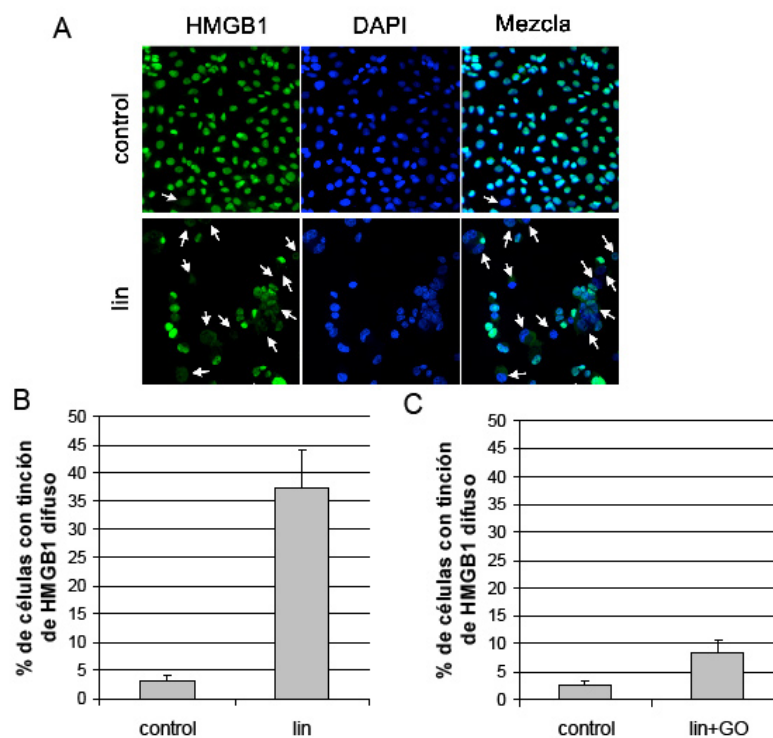 A
HMGB1 DAPI Mezcla
control
lin
B
% de células con tinción
de HMGB1 difuso
50
45
40
35
30
25
20
15
10
5
0
control lin
C
% de células con tinción
de HMGB1 difuso
50
45
40
35
30
25
20
15
10
5
0
control lin+GO